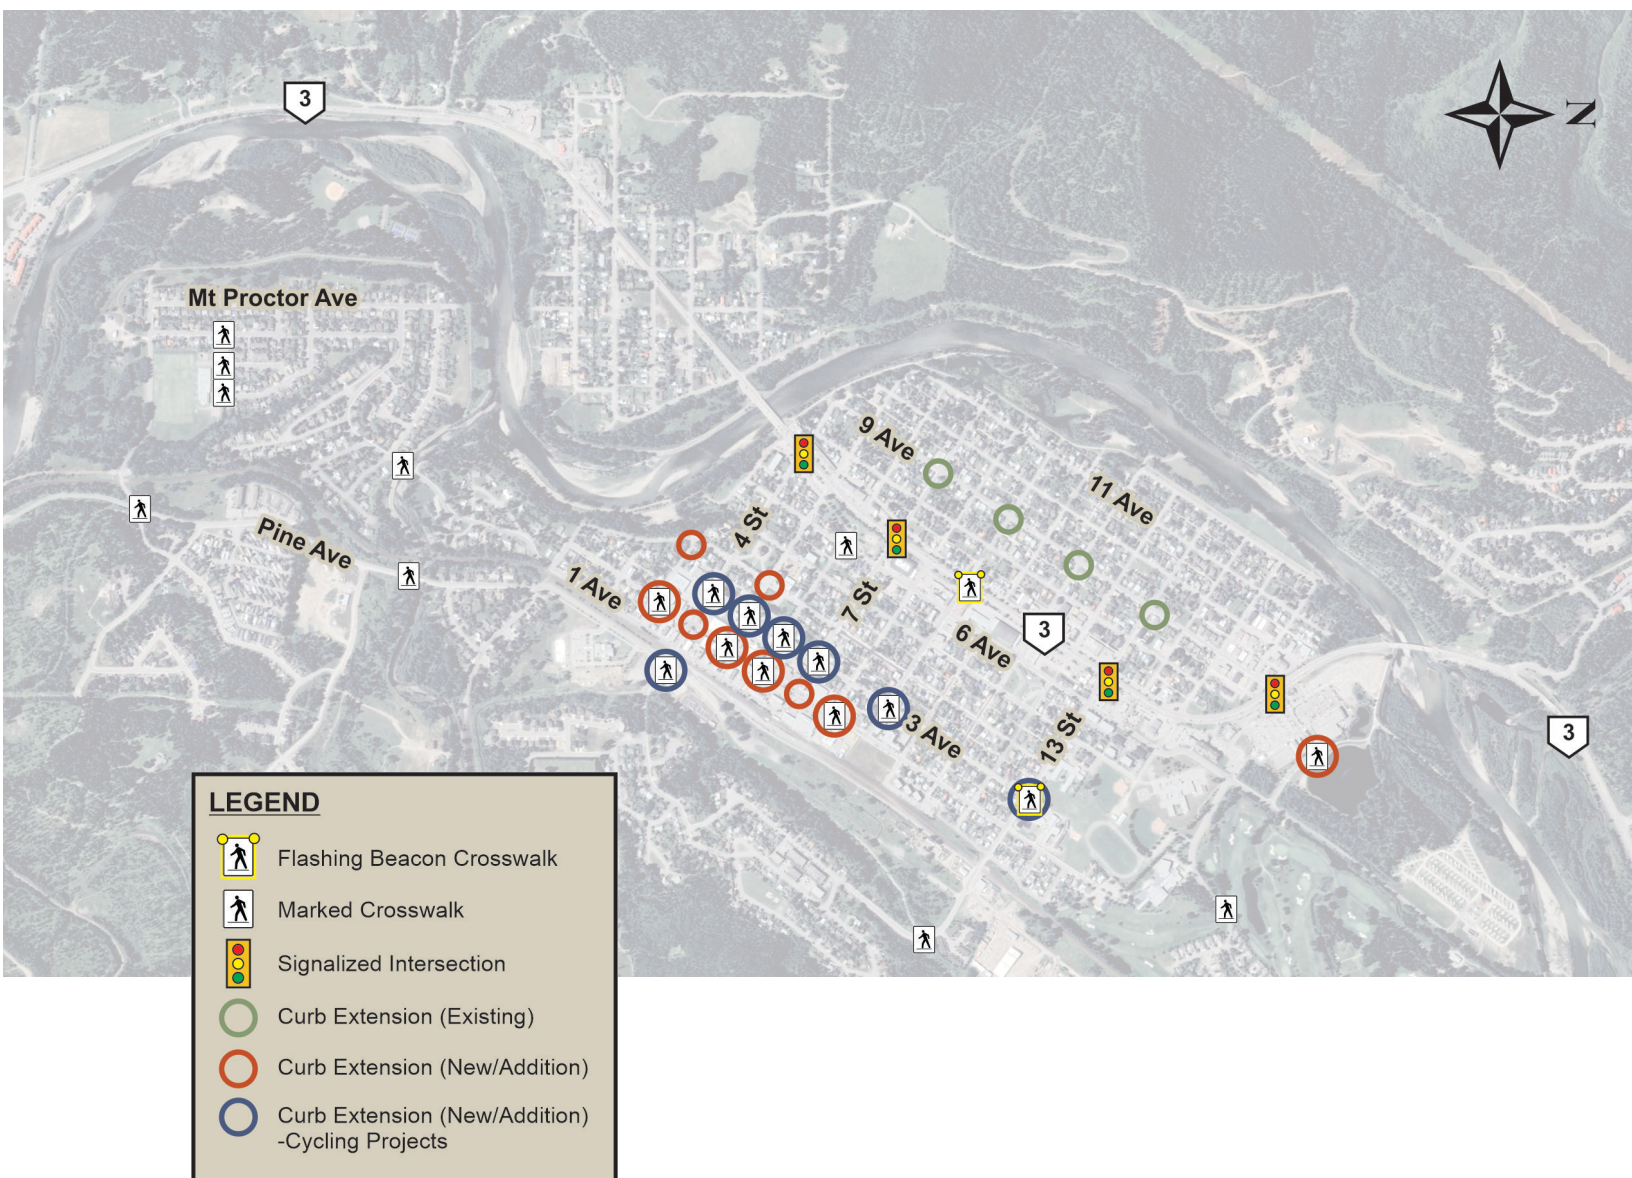 3
N
Mt Proctor Ave
9 Ave
11 Ave
4 St
Pine Ave
1 Ave
7 St
6 Ave
3
3 Ave
13 St
3
LEGEND
Flashing Beacon Crosswalk
Marked Crosswalk
Signalized Intersection
Curb Extension (Existing)
Curb Extension (New/Addition)
Curb Extension (New/Addition)
-Cycling Projects